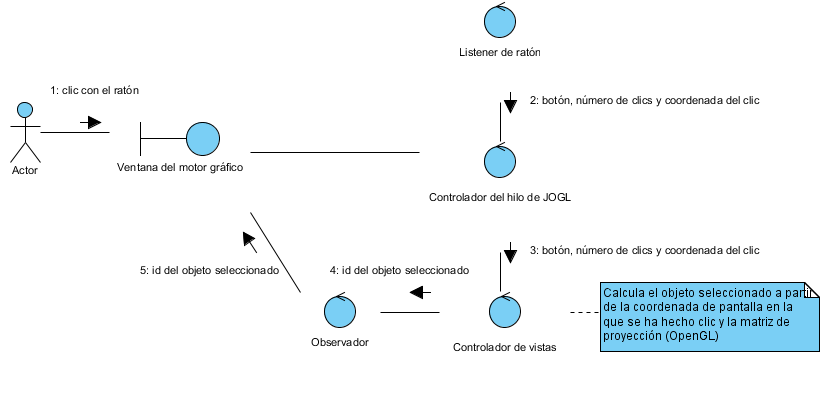 Listener de ratón
1: clic con el ratón
2: botón, número de clics y coordenada del clic
Actor
Ventana del motor gráfico
Controlador del hilo de JOGL
3: botón, número de clics y coordenada del clic
5: id del objeto seleccionado
4: id del objeto seleccionado
Calcula el objeto seleccionado a partir
de la coordenada de pantalla en la
que se ha hecho clic y la matriz de
proyección (OpenGL)
Observador
Controlador de vistas